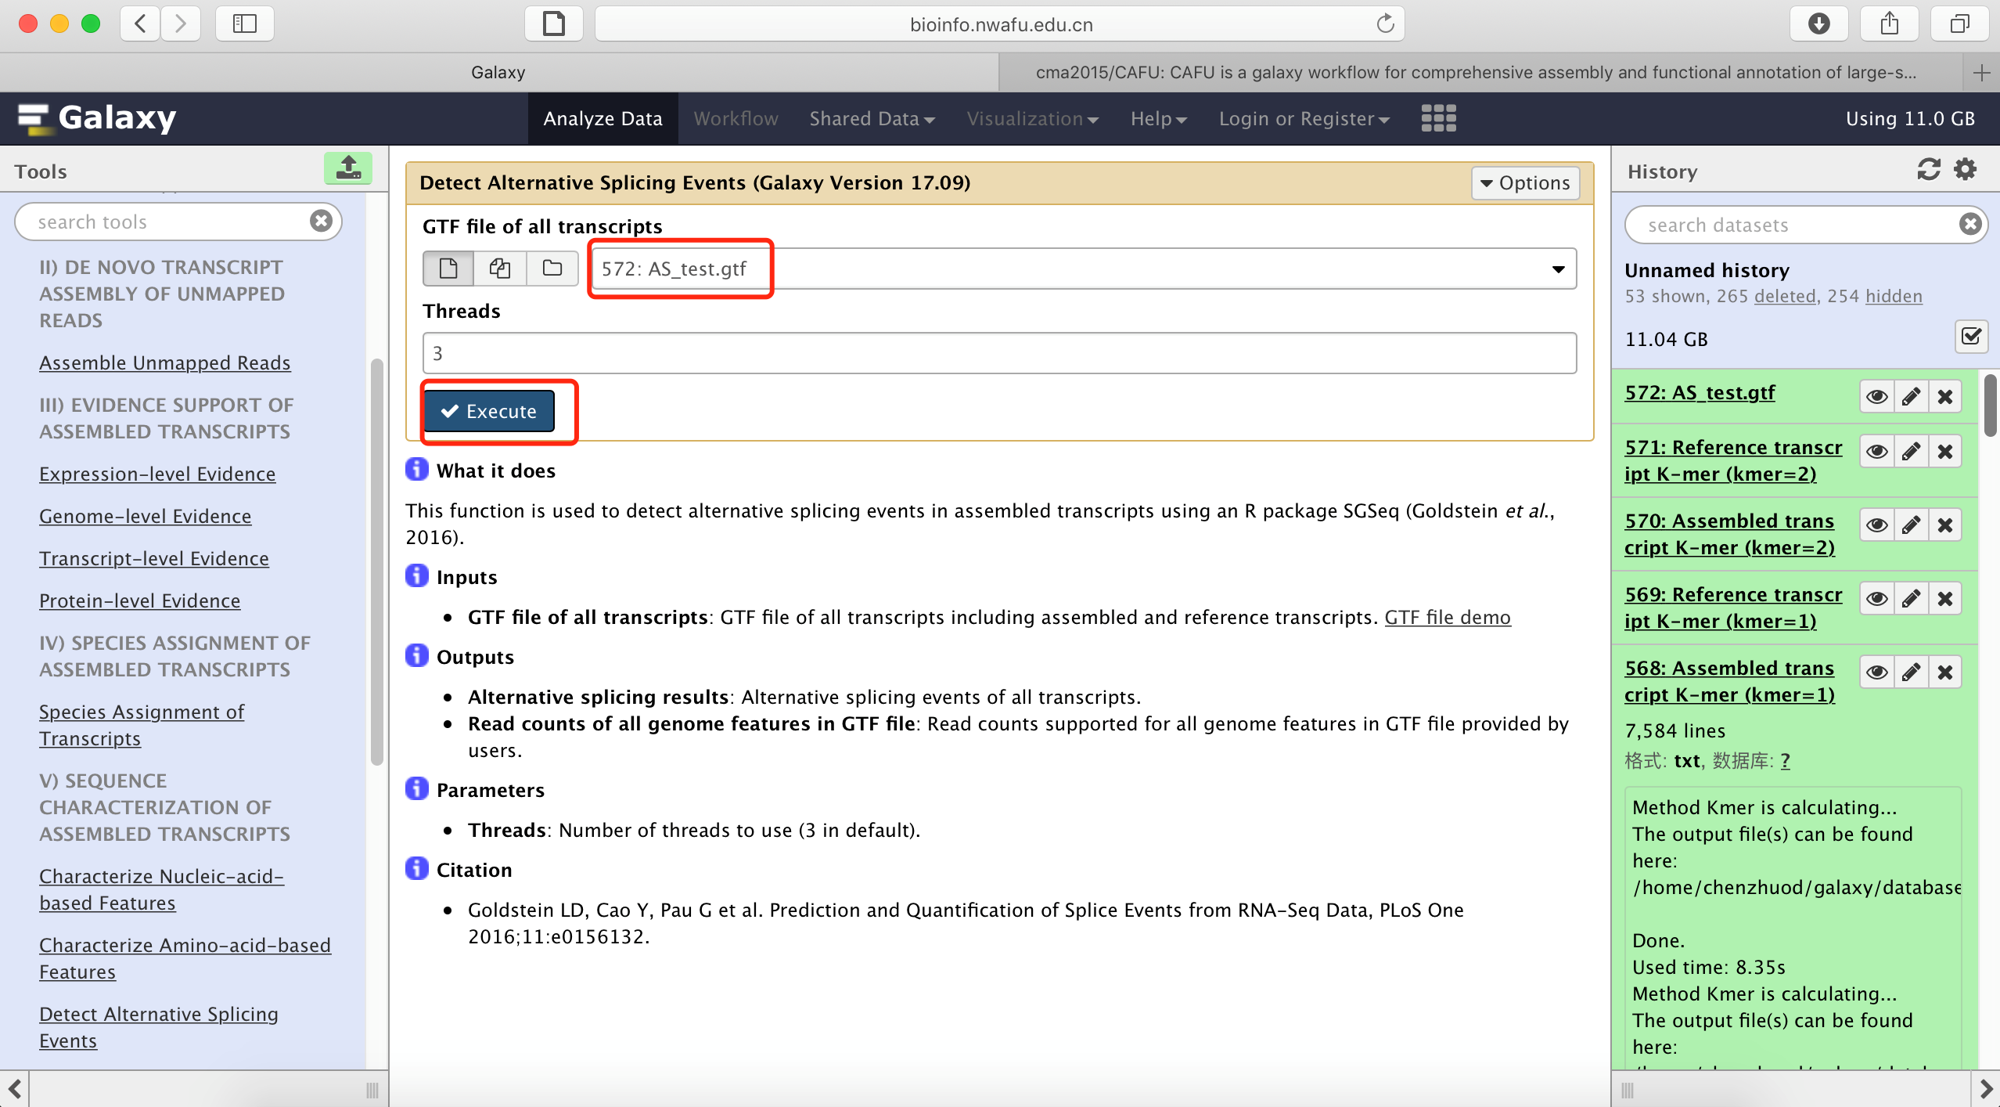 bioinfo.nwafu.edu.cn
Galaxy
cma2015/CAFU: CAFU is a galaxy workflow for comprehensive assembly and functional annotation of large-s...
Galaxy
Analyze Data
Workflow
Shared Data
Visualization
Help
Login or Register
Using 11.0 GB
Tools
search tools
II) DE NOVO TRANSCRIPT
ASSEMBLY OF UNMAPPED
READS
Assemble Unmapped Reads
III) EVIDENCE SUPPORT OF
ASSEMBLED TRANSCRIPTS
Expression-level Evidence
Genome-level Evidence
Transcript-level Evidence
Protein-level Evidence
IV) SPECIES ASSIGNMENT OF
ASSEMBLED TRANSCRIPTS
Species Assignment of
Transcripts
V) SEQUENCE
CHARACTERIZATION OF
ASSEMBLED TRANSCRIPTS
Characterize Nucleic-acid-
based Features
Characterize Amino-acid-based
Features
Detect Alternative Splicing
Events
Detect Alternative Splicing Events (Galaxy Version 17.09)
Options
GTF file of all transcripts
572: AS_test.gtf
Threads
3
Execute
What it does
This function is used to detect alternative splicing events in assembled transcripts using an R package SGSeq (Goldstein et al.,
2016).
Inputs
• GTF file of all transcripts: GTF file of all transcripts including assembled and reference transcripts. GTF file demo
Outputs
• Alternative splicing results: Alternative splicing events of all transcripts.
• Read counts of all genome features in GTF file: Read counts supported for all genome features in GTF file provided by
users.
Parameters
• Threads: Number of threads to use (3 in default).
Citation
• Goldstein LD, Cao Y, Pau G et al. Prediction and Quantification of Splice Events from RNA-Seq Data, PLoS One
2016;11:e0156132.
History
search datasets
Unnamed history
53 shown, 265 deleted, 254 hidden
11.04 GB
572: AS_test.gtf
571: Reference transcr
ipt K-mer (kmer=2)
570: Assembled trans
cript K-mer (kmer=2)
569: Reference transcr
ipt K-mer (kmer=1)
568: Assembled trans
cript K-mer (kmer=1)
7,584 lines
格式: txt, 数据库: ?
Method Kmer is calculating...
The output file(s) can be found
here:
/home/chenzhuod/galaxy/database
Done.
Used time: 8.35s
Method Kmer is calculating...
The output file(s) can be found
here: